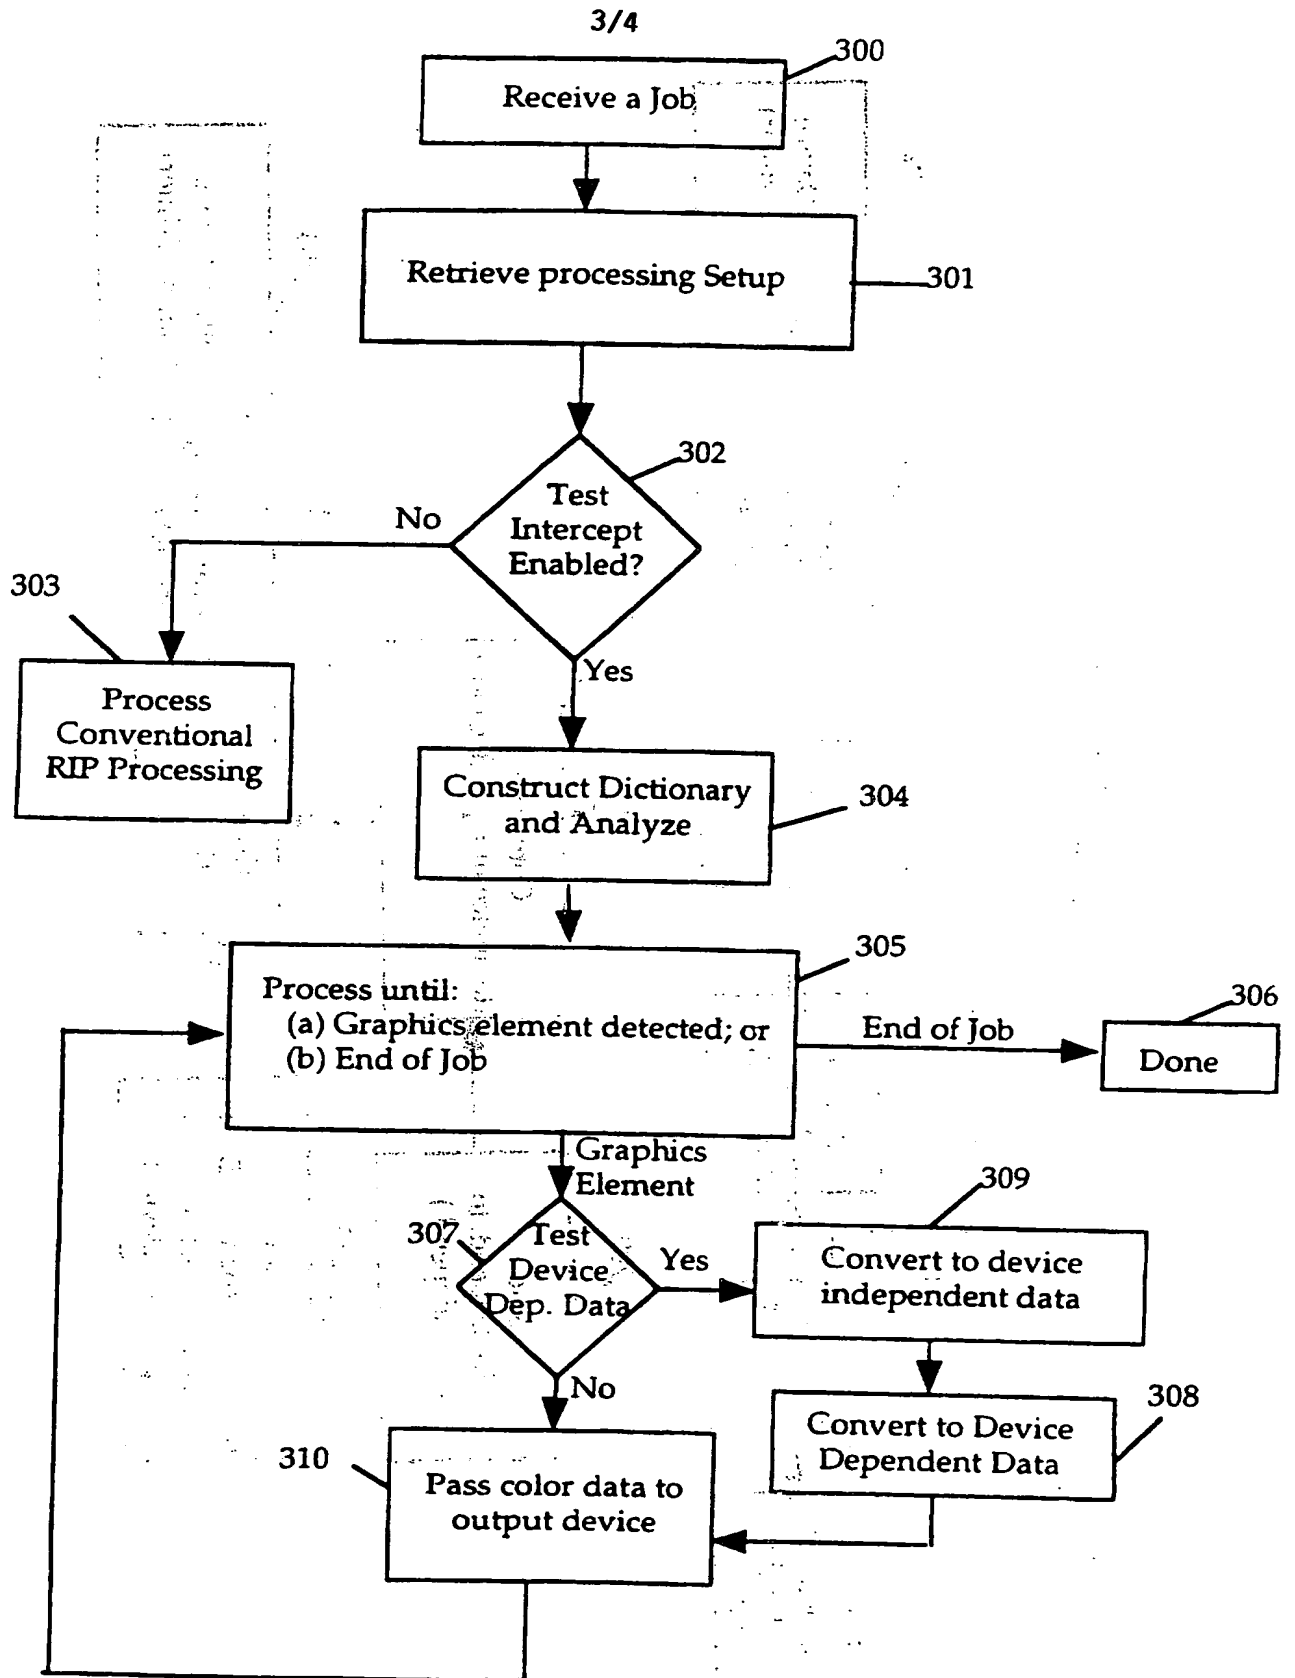 3/4
300
Receive a Job
Retrieve processing Setup
301
302
Test
Intercept
Enabled?
No
303
Yes
Process
Conventional
RIP Processing
Construct Dictionary
and Analyze
304
305
Process until:
(a) Graphics element detected; or
(b) End of Job
End of Job
306
Done
Graphics
Element
307
Test
Device
Dep. Data
Yes
309
Convert to device
independent data
No
308
Convert to Device
Dependent Data
310
Pass color data to
output device